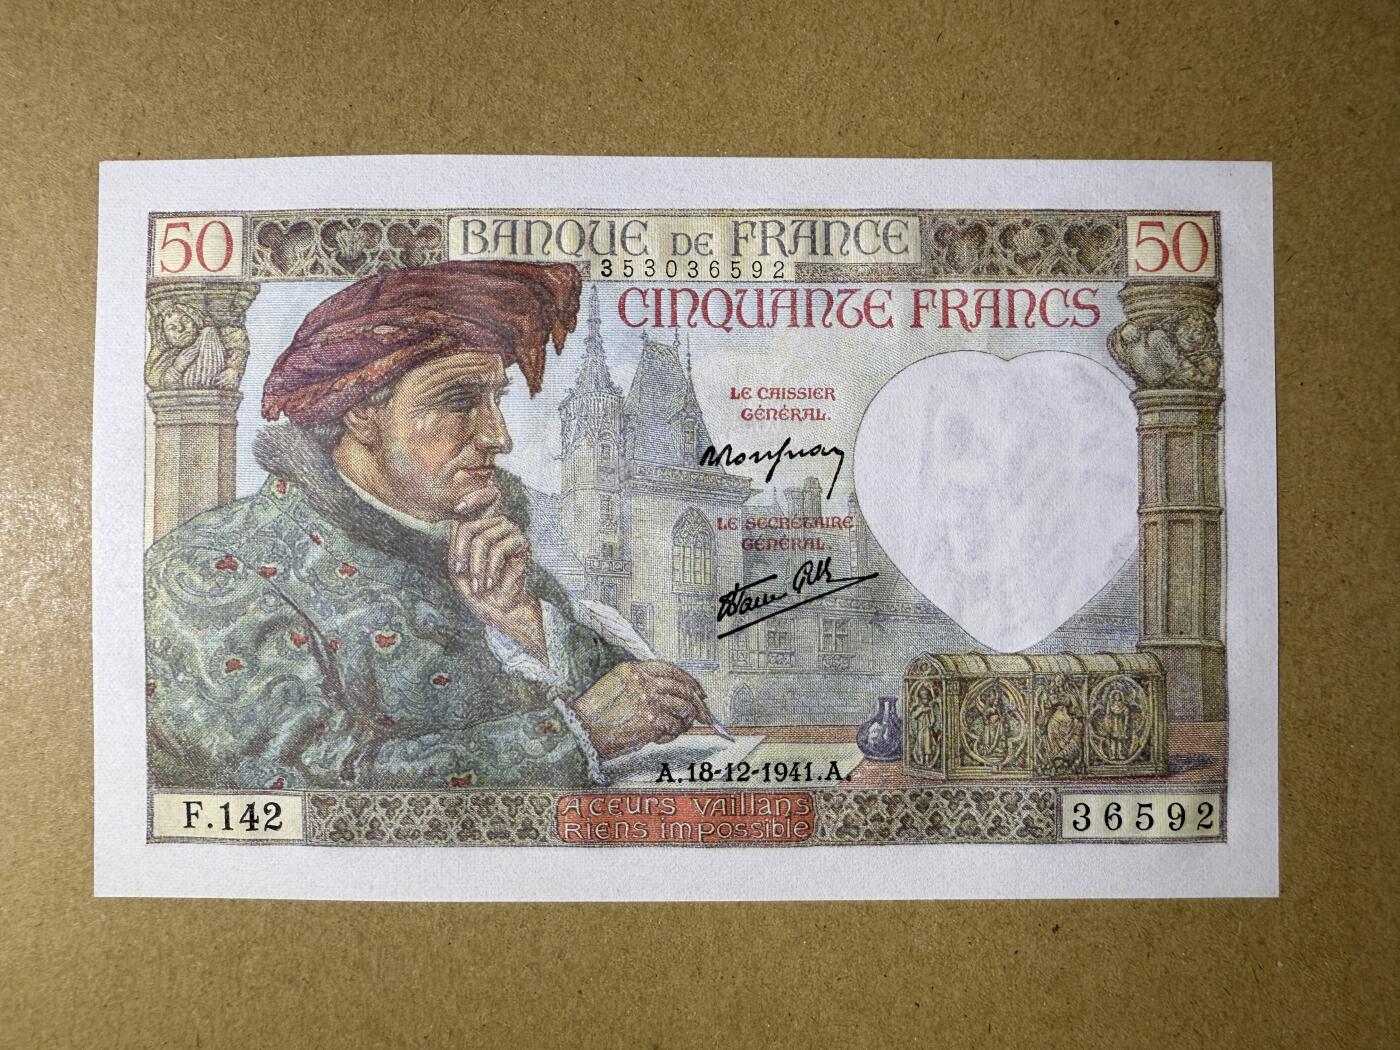 50 BANQUE DE FRANCE 50
353036592
CINQUANTE FRANCS
LE CAISSIER
GÉNÉRAL.
LE SECRÉTAIRE
GÉNÉRAL.
A.18-12-1941.A.
F.142
A CŒURS VAILLANS
RIENS IMPOSSIBLE
36592